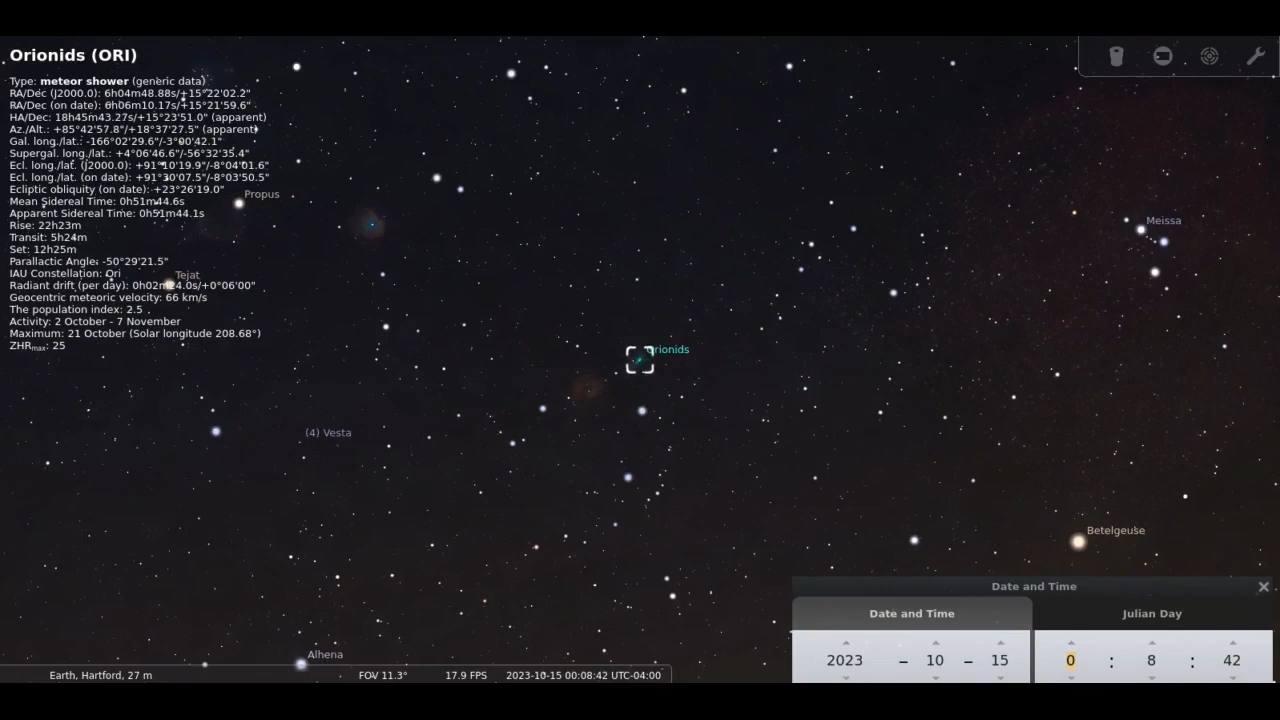 Orionids (ORI)
Type: meteor shower (generic data)
RA/Dec (J2000.0): 6h04m48.88s/+15°22'02.2"
RA/Dec (on date): 6h06m10.17s/+15°21'59.6"
HA/Dec: 18h45m43.27s/+15°23'51.0" (apparent)
Az./Alt.: +85°42'57.8"/+18°37'27.5" (apparent)
Gal. long./lat.: -166°02'29.6"/-3°00'42.1"
Supergal. long./lat.: +4°06'46.6"/-56°32'35.4"
Ecl. long./lat. (J2000.0): +91°10'19.9"/-8°04'01.6"
Ecl. long./lat. (on date): +91°30'07.5"/-8°03'50.5"
Ecliptic obliquity (on date): +23°26'19.0"
Mean Sidereal Time: 0h51m44.6s
Apparent Sidereal Time: 0h51m44.1s
Rise: 22h23m
Transit: 5h24m
Set: 12h25m
Parallactic Angle: -50°29'21.5"
IAU Constellation: Ori
Radiant drift (per day): 0h02m24.0s/+0°06'00"
Geocentric meteoric velocity: 66 km/s
The population index: 2.5
Activity: 2 October - 7 November
Maximum: 21 October (Solar longitude 208.68°)
ZHRmax: 25
Propus
Tejat
Meissa
Orionids
(4) Vesta
Betelgeuse
Alhena
Date and Time
Date and Time
Julian Day
2023 – 10 – 15
0 : 8 : 42
Earth, Hartford, 27 m
FOV 11.3°
17.9 FPS
2023-10-15 00:08:42 UTC-04:00